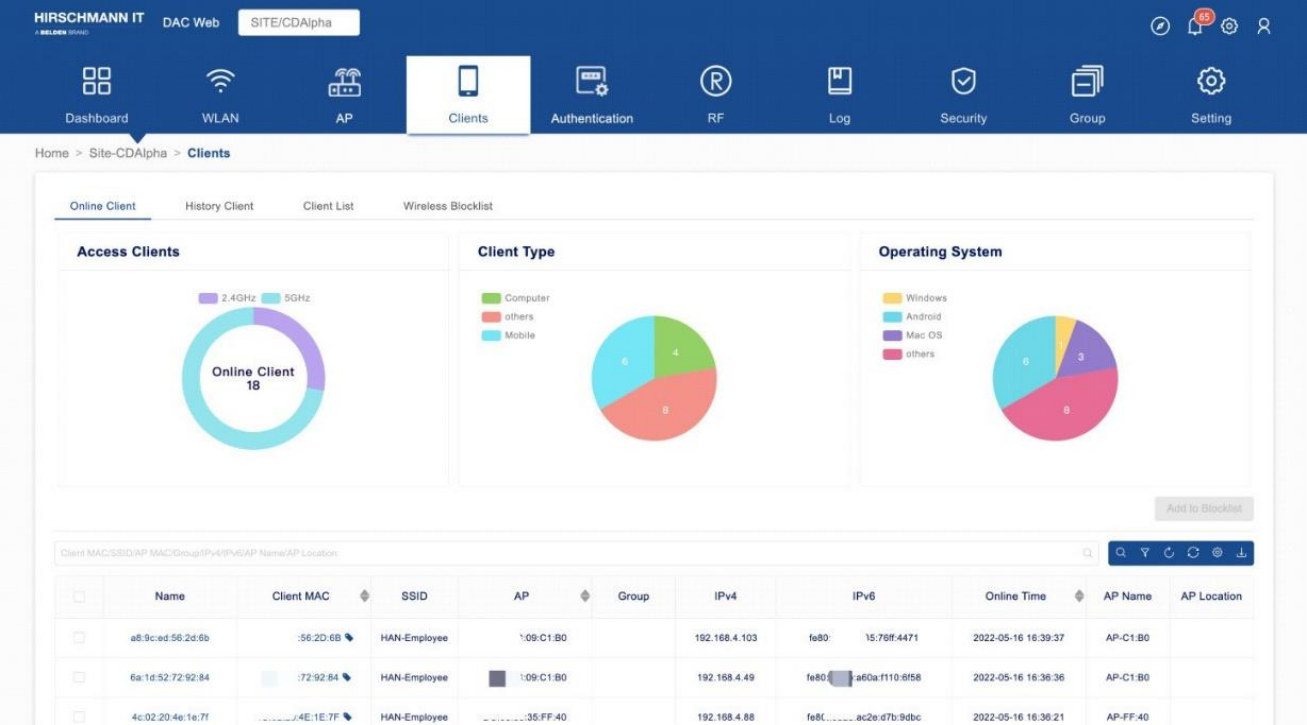 HIRSCHMANN IT
A BELDEN BRAND
DAC Web
SITE/CDAlpha
65
Dashboard
WLAN
AP
Clients
Authentication
RF
Log
Security
Group
Setting
Home > Site-CDAlpha > Clients
Online Client
History Client
Client List
Wireless Blocklist
Access Clients
2.4GHz
5GHz
Online Client
18
Client Type
Computer
others
Mobile
6
4
8
Operating System
Windows
Android
Mac OS
others
6
1
3
8
Add to Blocklist
Client MAC/SSID/AP MAC/Group/IPv4/IPv6/AP Name/AP Location
Name Client MAC SSID AP Group IPv4 IPv6 Online Time AP Name AP Location
a8:9c:ed:56:2d:6b :56:2D:6B HAN-Employee :09:C1:B0 192.168.4.103 fe80: 15:76ff:4471 2022-05-16 16:39:37 AP-C1:B0
6a:1d:52:72:92:84 :72:92:84 HAN-Employee :09:C1:B0 192.168.4.49 fe80: :a60a:f110:6f58 2022-05-16 16:36:36 AP-C1:B0
4c:02:20:4e:1e:7f :4E:1E:7F HAN-Employee :35:FF:40 192.168.4.88 ac2e:d7b:9dbc 2022-05-16 16:36:21 AP-FF:40